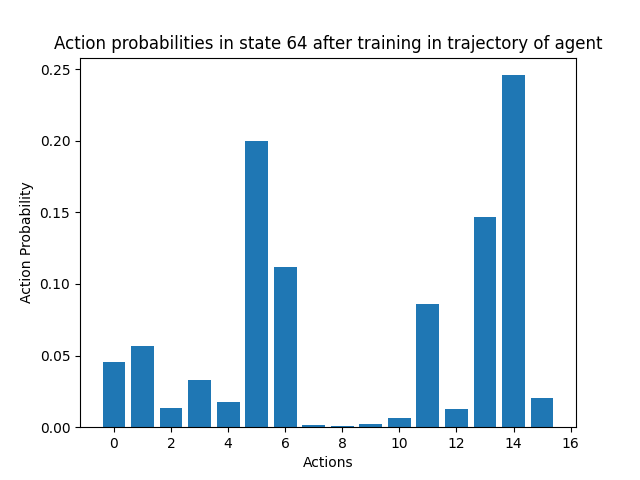 Action probabilities in state 64 after training in trajectory of agent
0.25
0.20
0.15
0.10
0.05
0.00
Action Probability
0 2 4 6 8 10 12 14 16
Actions